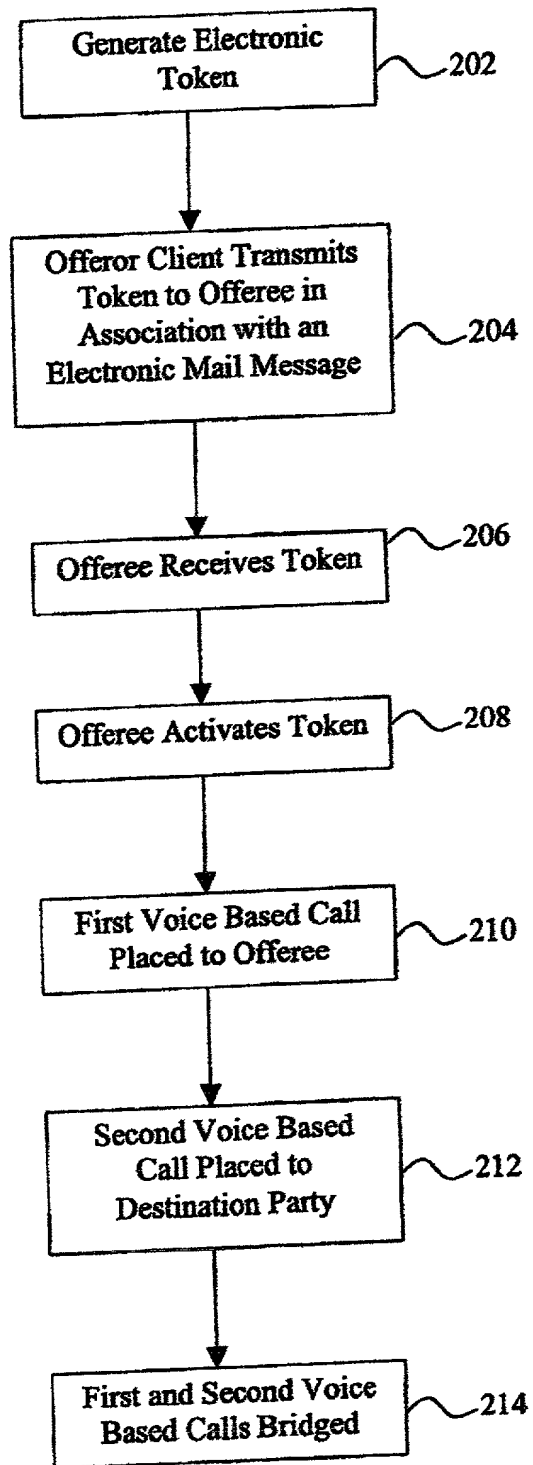 Generate Electronic
Token
202
Offeror Client Transmits
Token to Offeree in
Association with an
Electronic Mail Message
204
Offeree Receives Token
206
Offeree Activates Token
208
First Voice Based Call
Placed to Offeree
210
Second Voice Based
Call Placed to
Destination Party
212
First and Second Voice
Based Calls Bridged
214